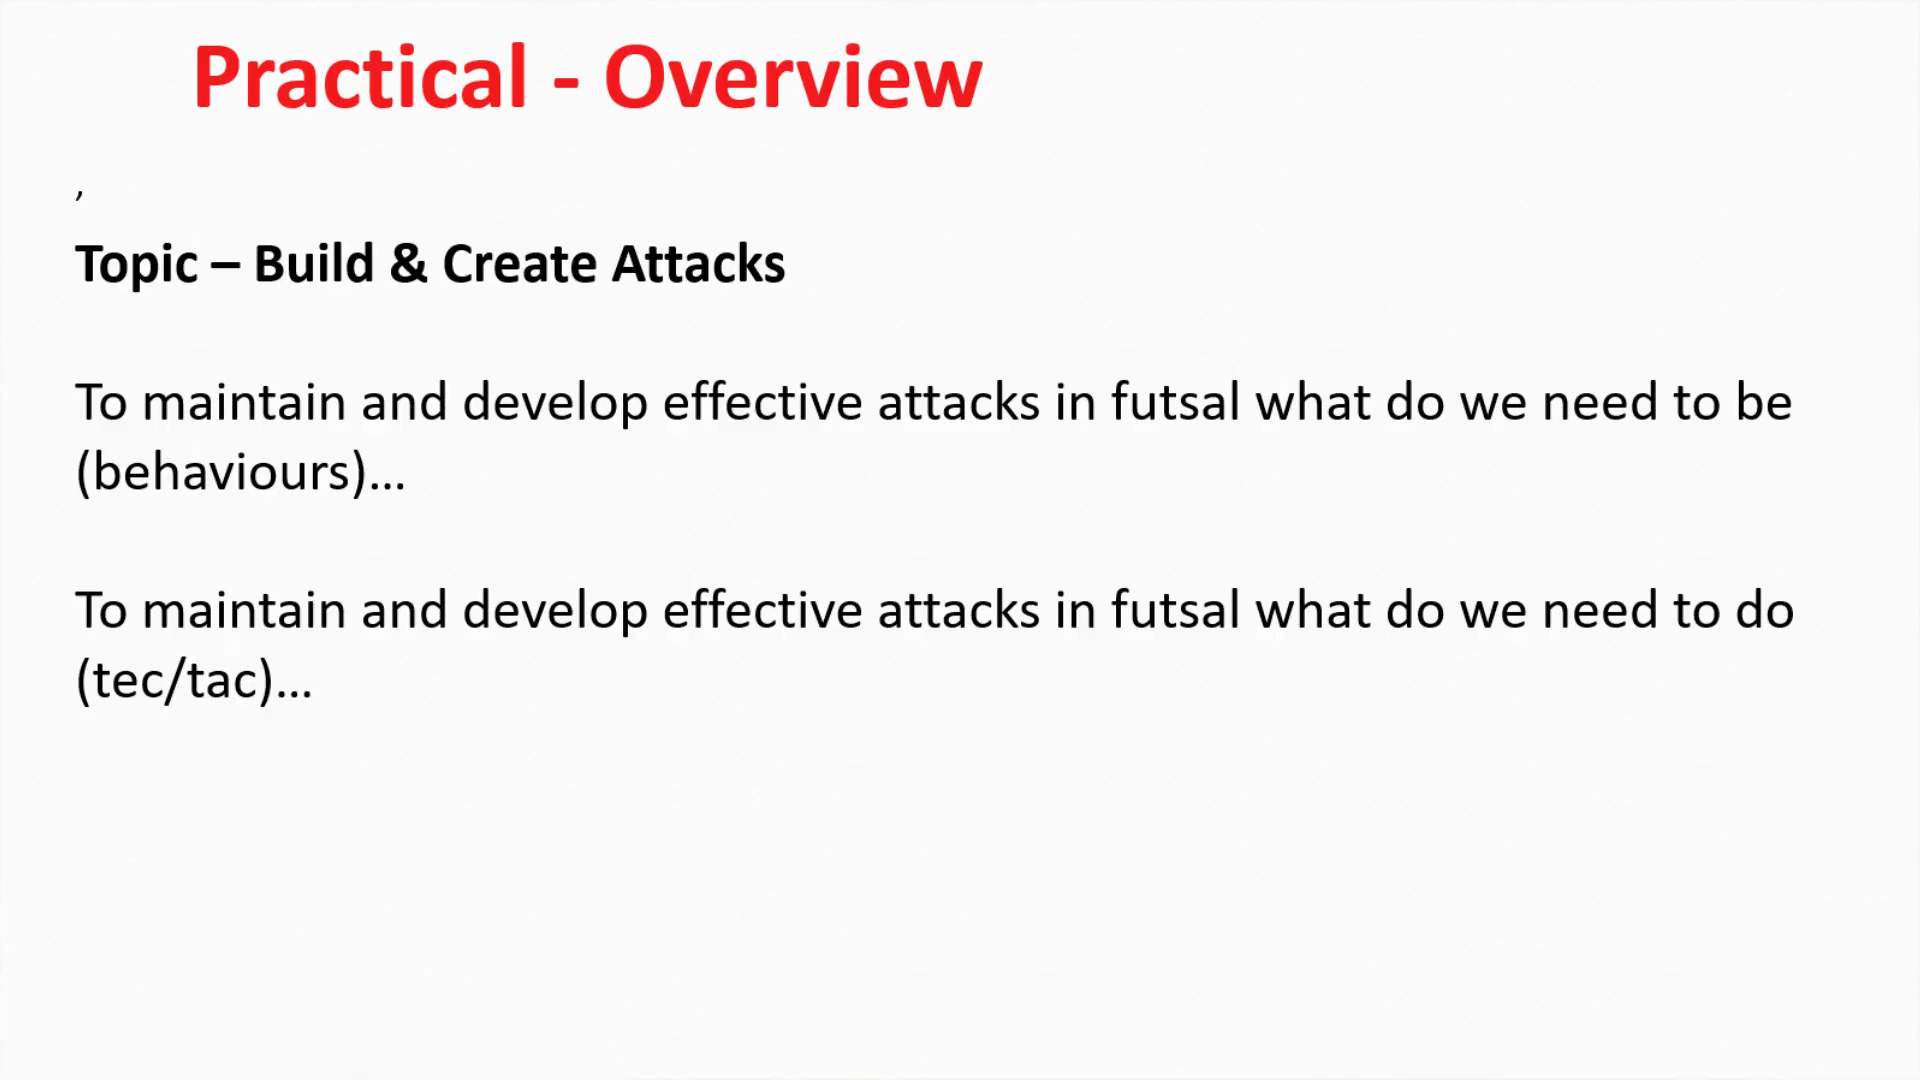 Practical - Overview
,
Topic – Build & Create Attacks
To maintain and develop effective attacks in futsal what do we need to be
(behaviours)…
To maintain and develop effective attacks in futsal what do we need to do
(tec/tac)…